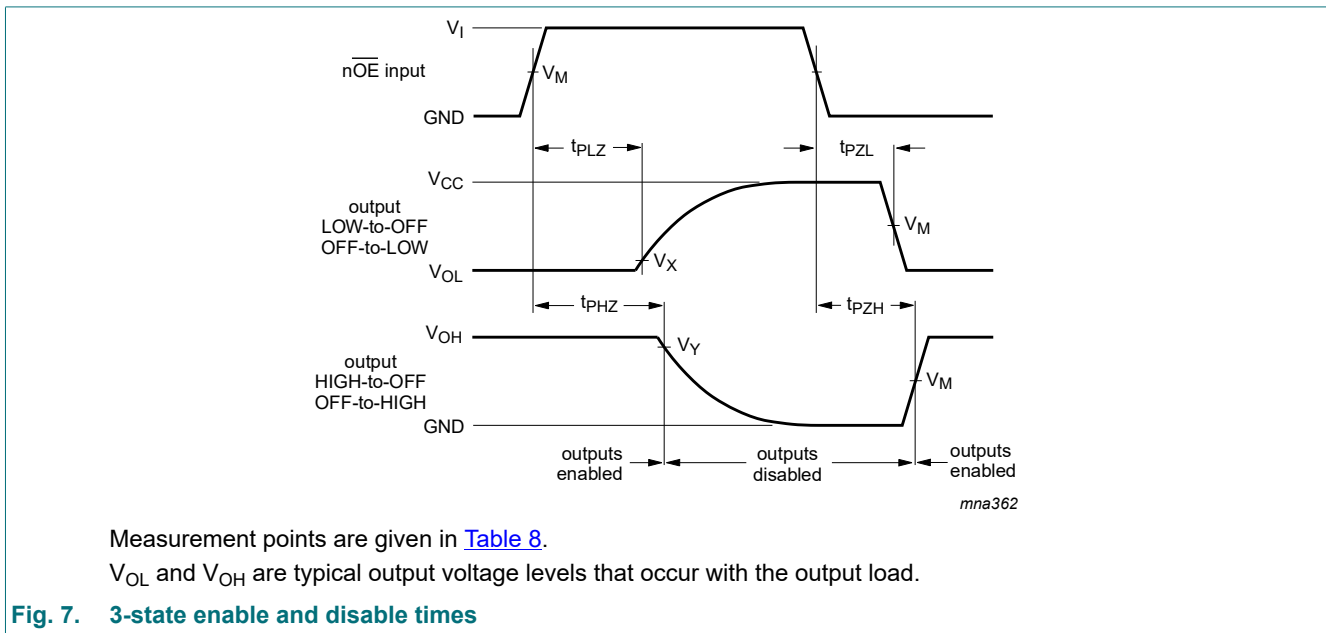 V_I
nOE input
V_M
GND
t_PLZ
t_PZL
V_CC
output
LOW-to-OFF
OFF-to-LOW
V_M
V_X
V_OL
t_PHZ
t_PZH
V_OH
V_Y
output
HIGH-to-OFF
OFF-to-HIGH
V_M
GND
outputs
enabled
outputs
disabled
outputs
enabled
mna362
Measurement points are given in Table 8.
V_OL and V_OH are typical output voltage levels that occur with the output load.
Fig. 7. 3-state enable and disable times